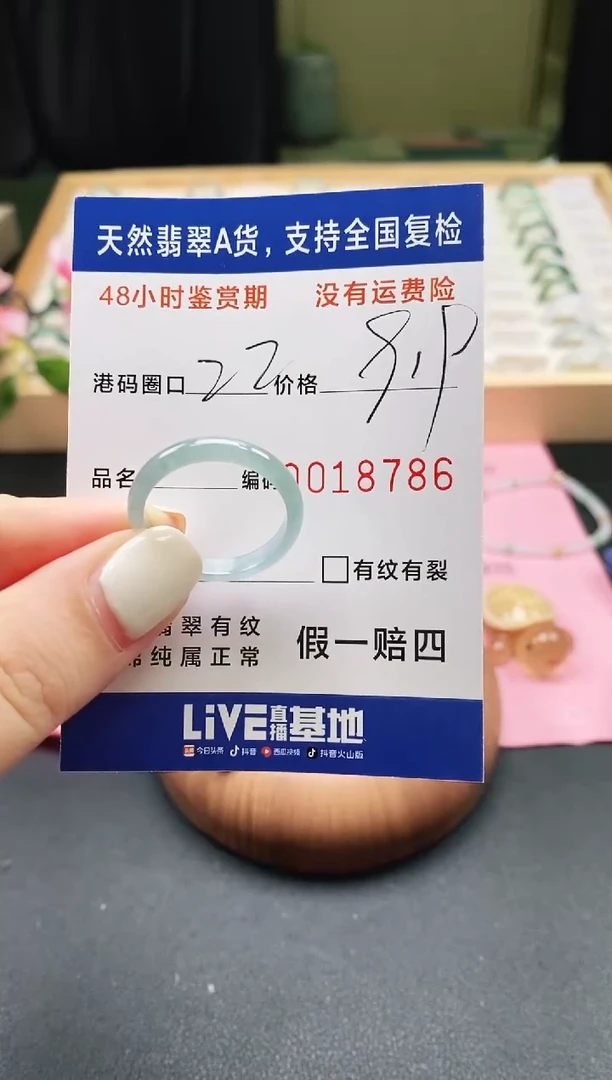 天然翡翠A货，支持全国复检
48小时鉴赏期 没有运费险
港码圈口 22 价格
品名 编码 0018786
有纹有裂
翡翠有纹
纯属正常 假一赔四
LiVE直播基地
今日头条 抖音 西瓜视频 抖音火山版